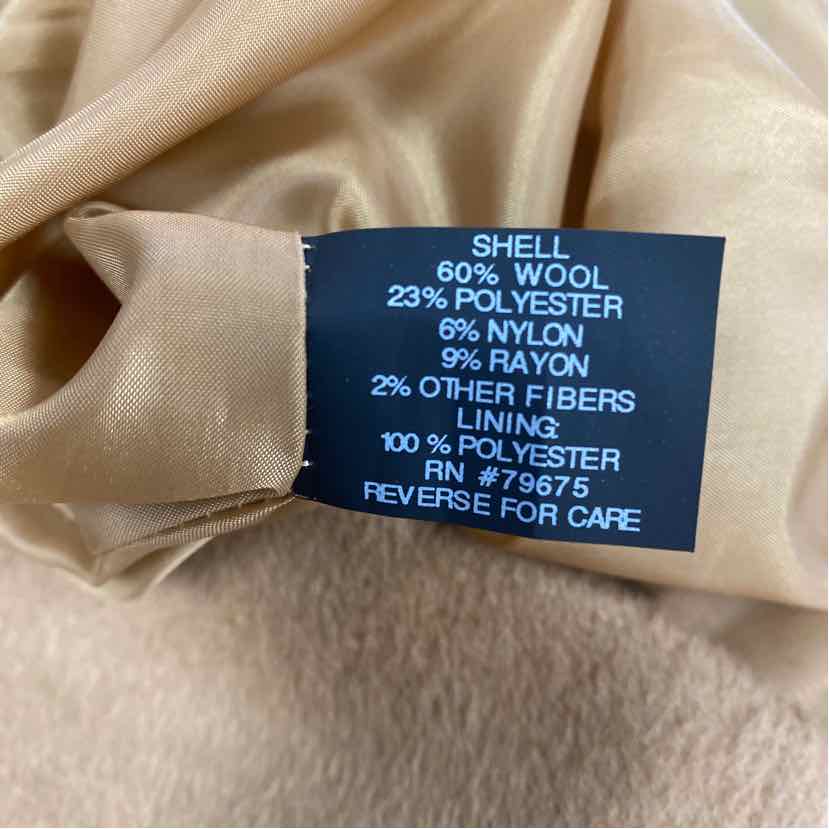 SHELL
60% WOOL
23% POLYESTER
6% NYLON
9% RAYON
2% OTHER FIBERS
LINING:
100 % POLYESTER
RN #79675
REVERSE FOR CARE